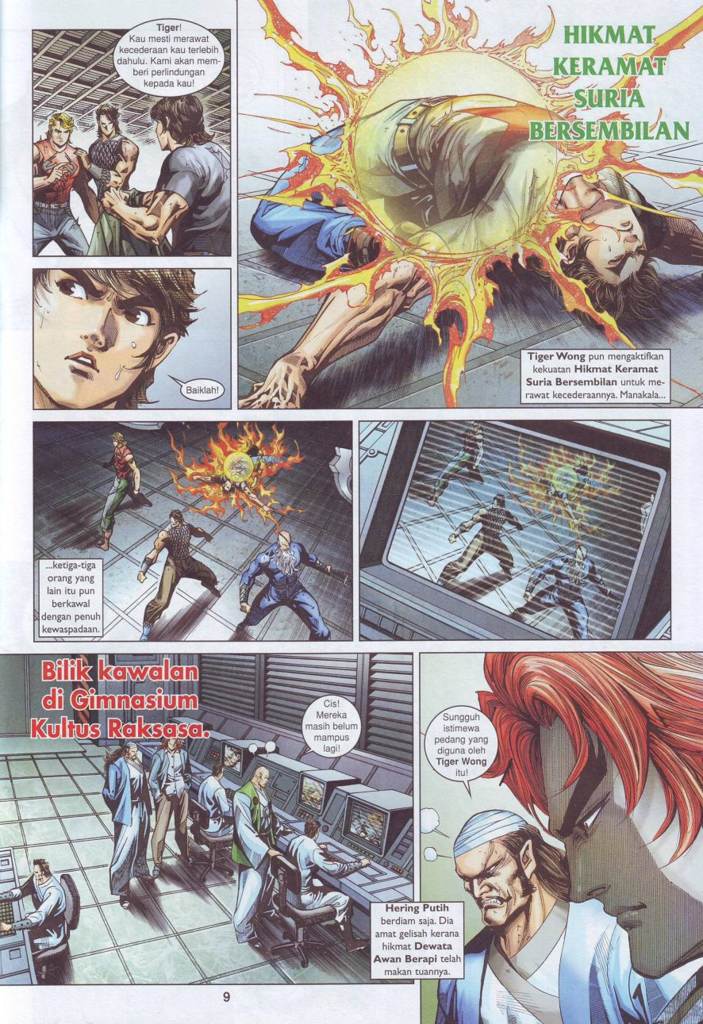 Tiger!
Kau mesti merawat
kecederaan kau terlebih
dahulu. Kami akan mem-
beri perlindungan
kepada kau!
HIKMAT
KERAMAT
SURIA
BERSEMBILAN
Baiklah!
Tiger Wong pun mengaktifkan
kekuatan Hikmat Keramat
Suria Bersembilan untuk me-
rawat kecederaannya. Manakala...
...ketiga-tiga
orang yang
lain itu pun
berkawal
dengan penuh
kewaspadaan.
Bilik kawalan
di Gimnasium
Kultus Raksasa.
Cis!
Mereka
masih belum
mampus
lagi!
Sungguh
istimewa
pedang yang
diguna oleh
Tiger Wong
itu!
Hering Putih
berdiam saja. Dia
amat gelisah kerana
hikmat Dewata
Awan Berapi telah
makan tuannya.
9